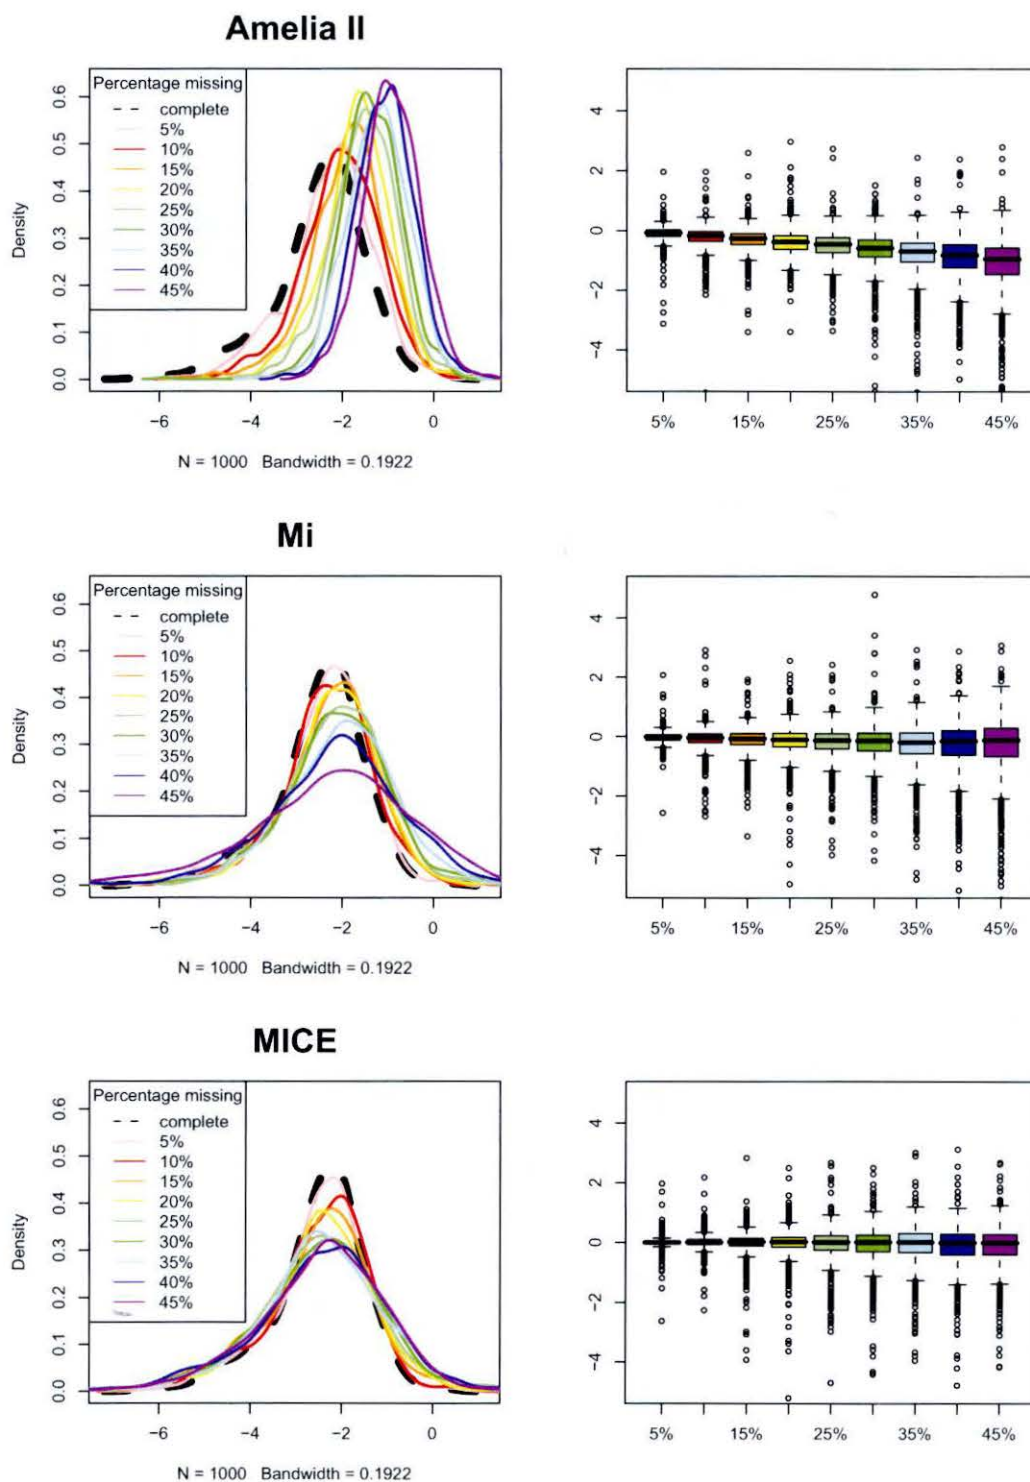 Amelia II
Percentage missing
complete
5%
10%
15%
20%
25%
30%
35%
40%
45%
Density
0.0 0.1 0.2 0.3 0.4 0.5 0.6
−6 −4 −2 0
N = 1000 Bandwidth = 0.1922
4
2
0
−2
−4
5% 15% 25% 35% 45%
Mi
Percentage missing
complete
5%
10%
15%
20%
25%
30%
35%
40%
45%
Density
0.0 0.1 0.2 0.3 0.4 0.5 0.6
−6 −4 −2 0
N = 1000 Bandwidth = 0.1922
4
2
0
−2
−4
5% 15% 25% 35% 45%
MICE
Percentage missing
complete
5%
10%
15%
20%
25%
30%
35%
40%
45%
Density
0.0 0.1 0.2 0.3 0.4 0.5 0.6
−6 −4 −2 0
N = 1000 Bandwidth = 0.1922
4
2
0
−2
−4
5% 15% 25% 35% 45%